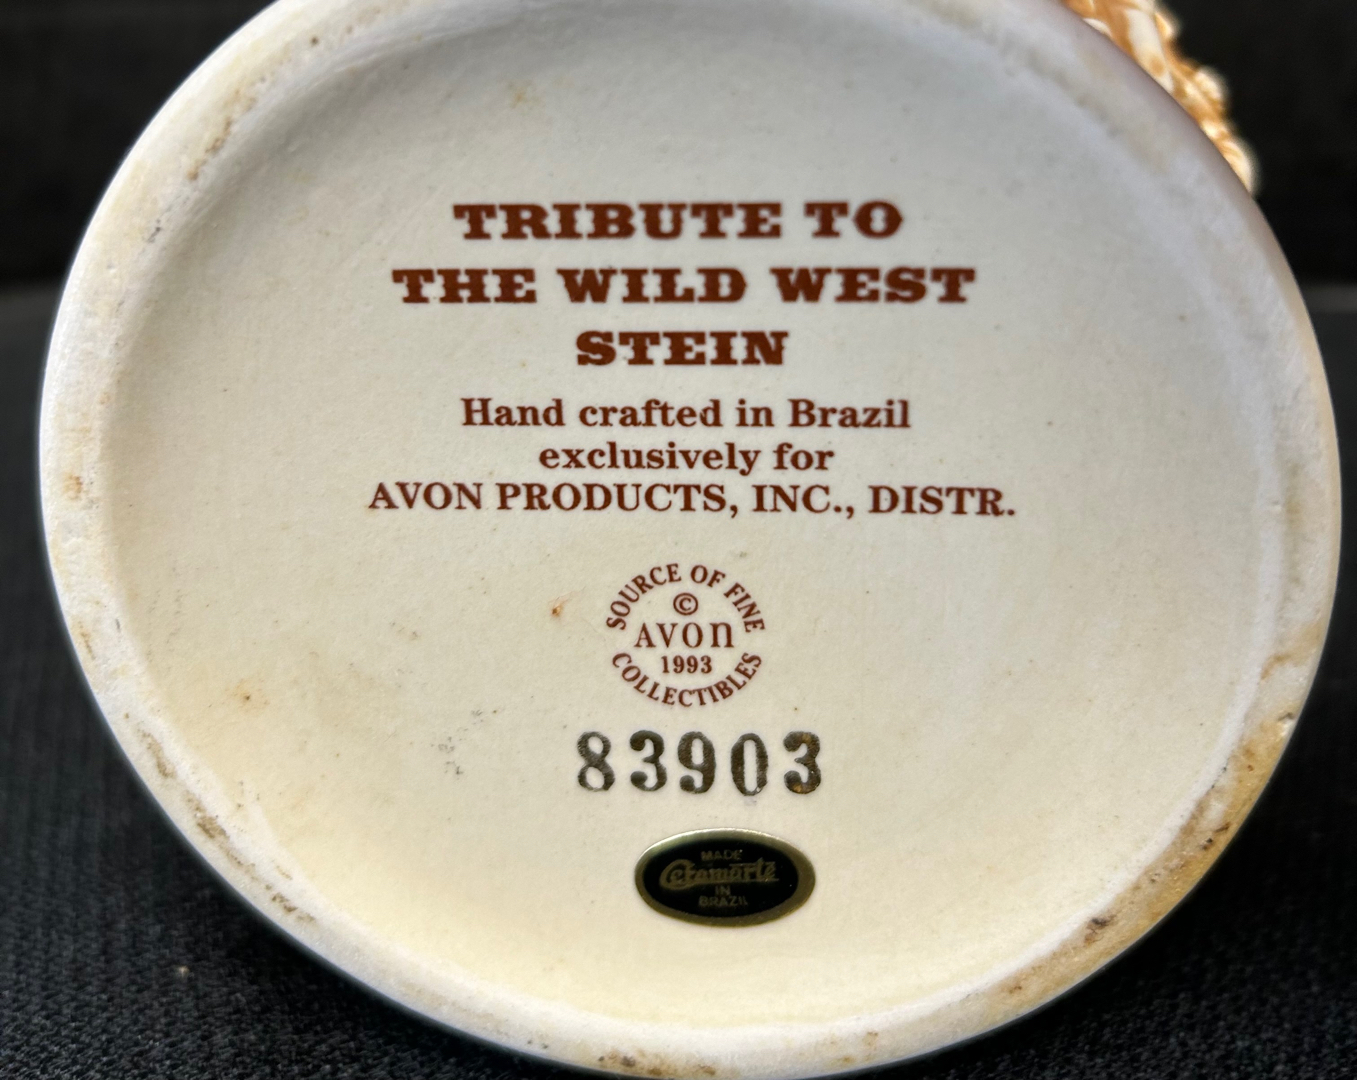 TRIBUTE TO
THE WILD WEST
STEIN
Hand crafted in Brazil
exclusively for
AVON PRODUCTS, INC., DISTR.
SOURCE OF FINE
©
AVON
1993
COLLECTIBLES
83903
MADE
Ceramarte
IN
BRAZIL